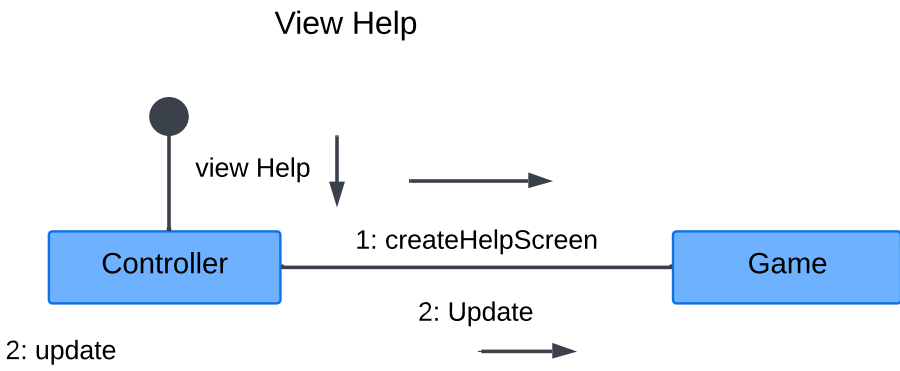 View Help
view Help
1: createHelpScreen
Controller
Game
2: Update
2: update